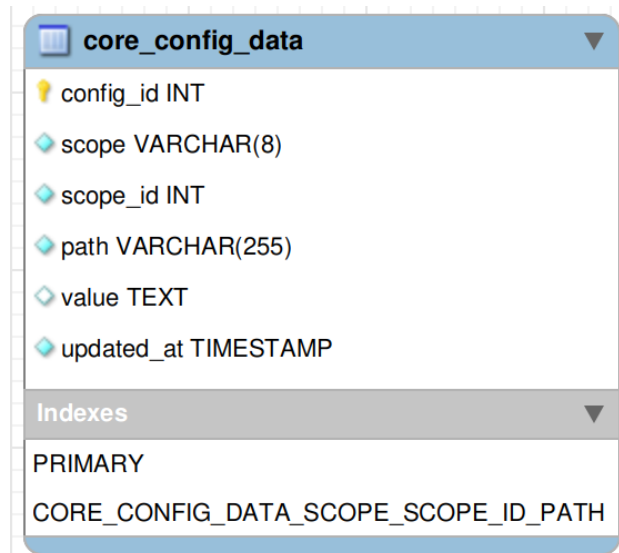 core_config_data
config_id INT
scope VARCHAR(8)
scope_id INT
path VARCHAR(255)
value TEXT
updated_at TIMESTAMP
Indexes
PRIMARY
CORE_CONFIG_DATA_SCOPE_SCOPE_ID_PATH